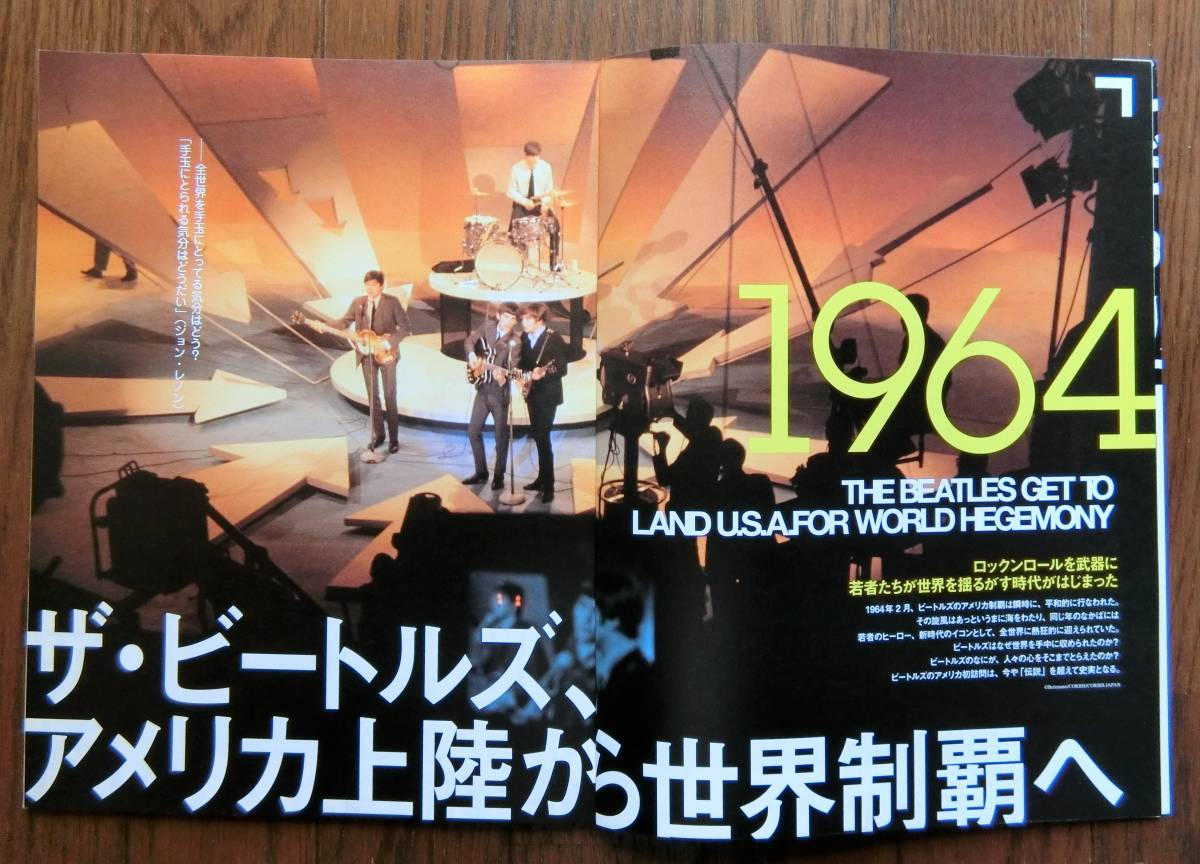 ――全世界を手玉にとってる気分はどう?
「手玉にとられる気分はどうだい」(ジョン・レノン)
1964
THE BEATLES GET TO
LAND U.S.A.FOR WORLD HEGEMONY
ロックンロールを武器に
若者たちが世界を揺るがす時代がはじまった
1964年2月、ビートルズのアメリカ制覇は瞬時に、平和的に行なわれた。
その旋風はあっというまに海をわたり、同じ年のなかばには
若者のヒーロー、新時代のイコンとして、全世界に熱狂的に迎えられていた。
ビートルズはなぜ世界を手中に収められたのか?
ビートルズのなにが、人々の心をそこまでとらえたのか?
ビートルズのアメリカ初訪問は、今や「伝説」を超えて史実となる。
©Bettmann/CORBIS/CORBIS JAPAN
ザ・ビートルズ、
アメリカ上陸から世界制覇へ